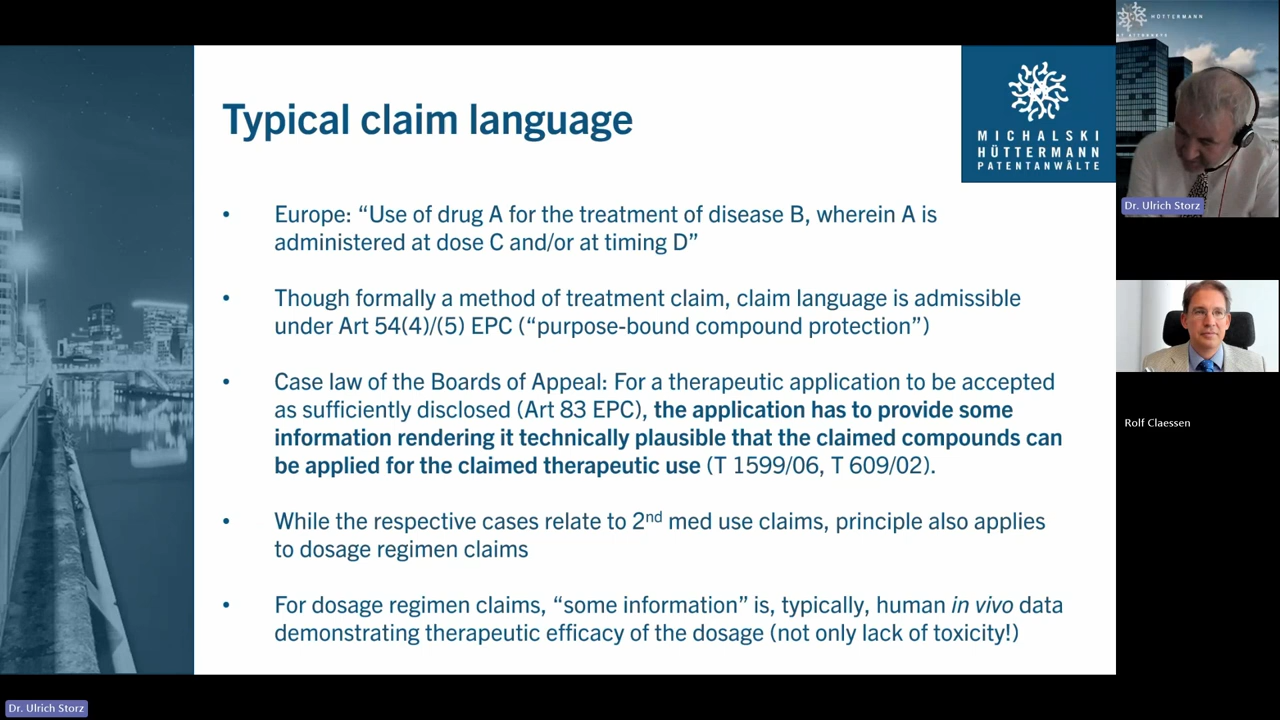 Typical claim language
MICHALSKI
HÜTTERMANN
PATENTANWÄLTE
• Europe: “Use of drug A for the treatment of disease B, wherein A is
administered at dose C and/or at timing D”
• Though formally a method of treatment claim, claim language is admissible
under Art 54(4)/(5) EPC (“purpose-bound compound protection”)
• Case law of the Boards of Appeal: For a therapeutic application to be accepted
as sufficiently disclosed (Art 83 EPC), the application has to provide some
information rendering it technically plausible that the claimed compounds can
be applied for the claimed therapeutic use (T 1599/06, T 609/02).
• While the respective cases relate to 2nd med use claims, principle also applies
to dosage regimen claims
• For dosage regimen claims, “some information” is, typically, human in vivo data
demonstrating therapeutic efficacy of the dosage (not only lack of toxicity!)
HÜTTERMANN
Dr. Ulrich Storz
Rolf Claessen
Dr. Ulrich Storz